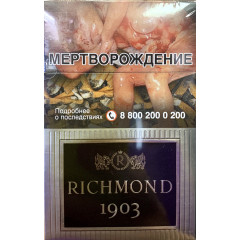 МЕРТВОРОЖДЕНИЕ
Подробнее
о последствиях
8 800 200 0 200
R
RICHMOND
1903